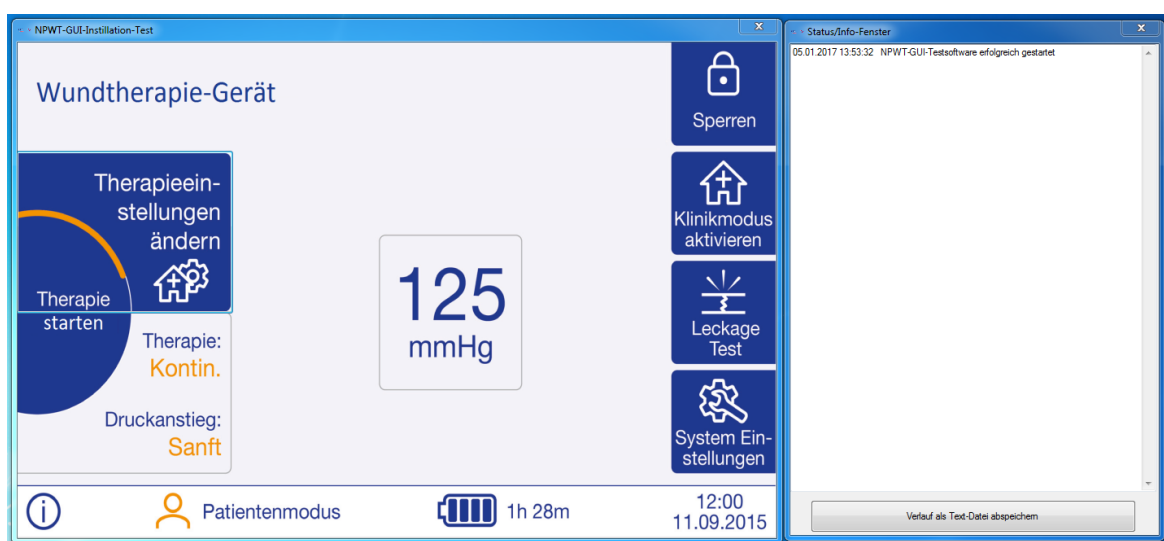 NPWT-GUI-Instillation-Test
Wundtherapie-Gerät
Sperren
Therapieein-
stellungen
ändern
Klinikmodus
aktivieren
Therapie
starten
125
mmHg
Leckage
Test
Therapie:
Kontin.
Druckanstieg:
Sanft
System Ein-
stellungen
Patientenmodus
1h 28m
12:00
11.09.2015
Status/Info-Fenster
05.01.2017 13:53:32 NPWT-GUI-Testsoftware erfolgreich gestartet
Verlauf als Text-Datei abspeichern